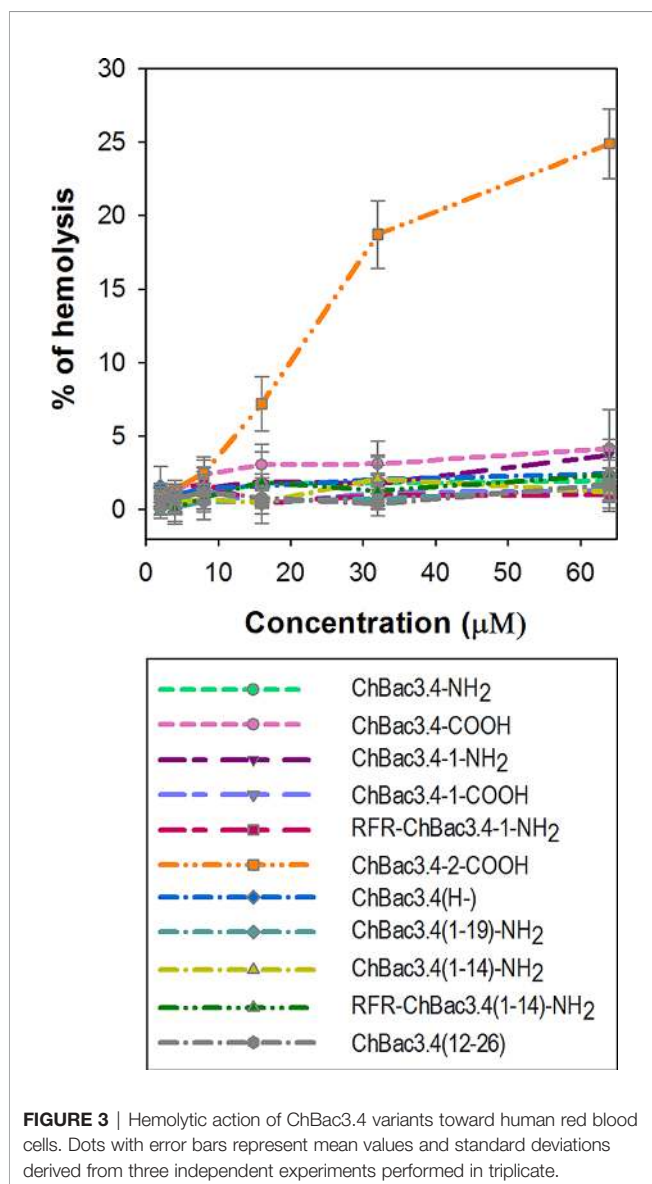 30
25
20
15
10
5
0
% of hemolysis
0 10 20 30 40 50 60
Concentration (μM)
ChBac3.4-NH2
ChBac3.4-COOH
ChBac3.4-1-NH2
ChBac3.4-1-COOH
RFR-ChBac3.4-1-NH2
ChBac3.4-2-COOH
ChBac3.4(H-)
ChBac3.4(1-19)-NH2
ChBac3.4(1-14)-NH2
RFR-ChBac3.4(1-14)-NH2
ChBac3.4(12-26)
FIGURE 3 | Hemolytic action of ChBac3.4 variants toward human red blood
cells. Dots with error bars represent mean values and standard deviations
derived from three independent experiments performed in triplicate.